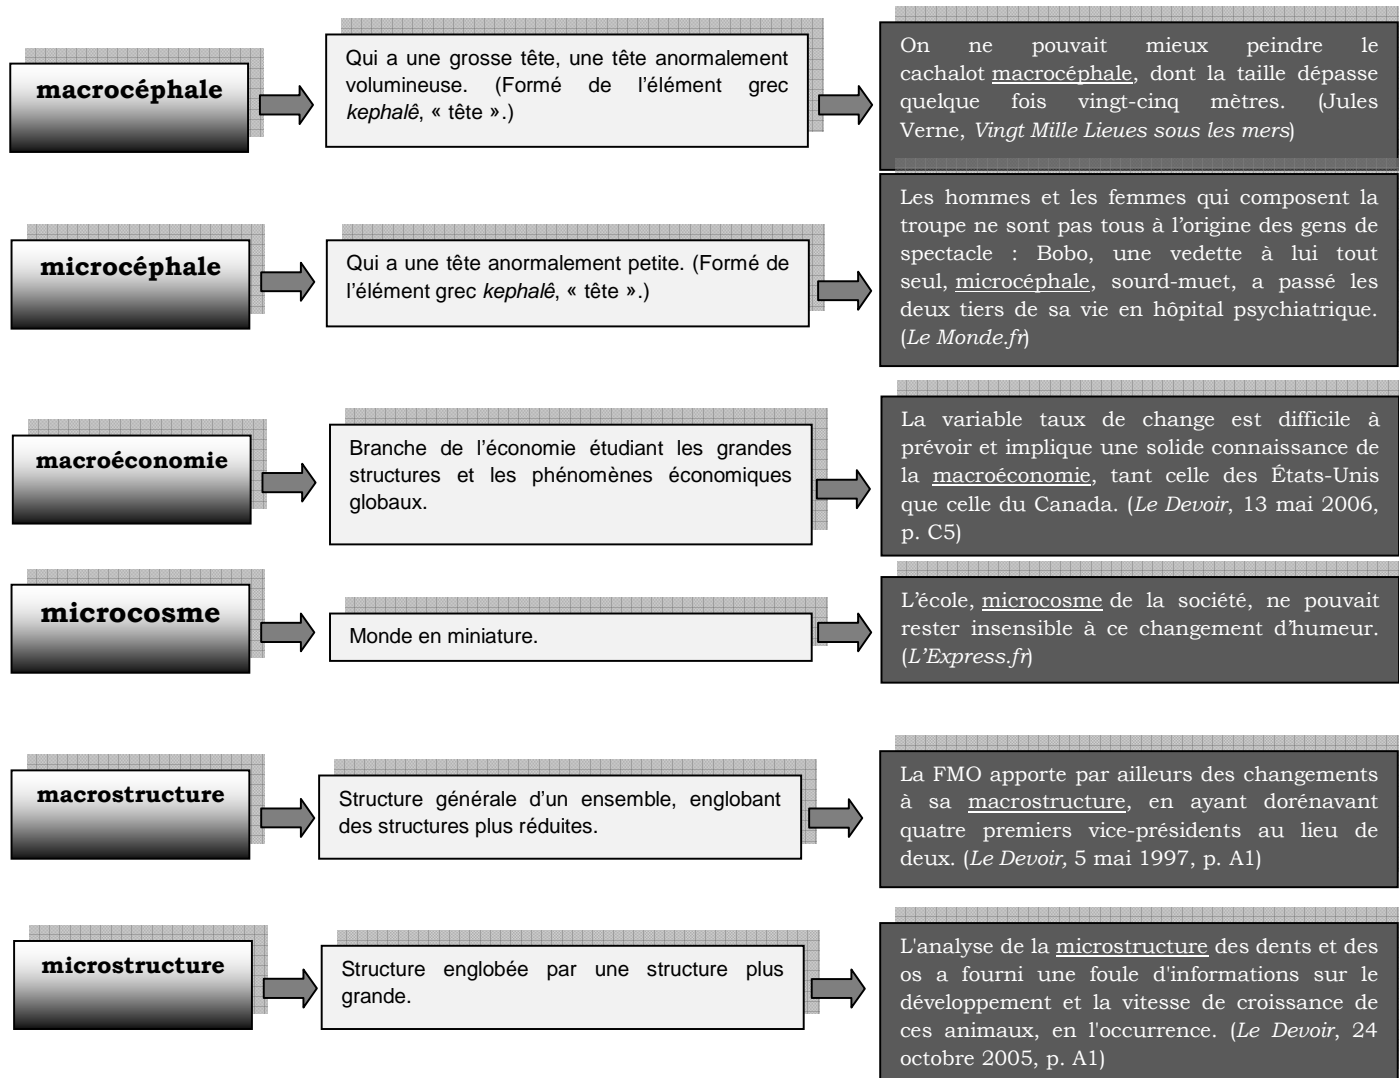 macrocéphale
Qui a une grosse tête, une tête anormalement
volumineuse. (Formé de l'élément grec
kephalê, « tête ».)
On ne pouvait mieux peindre le
cachalot macrocéphale, dont la taille dépasse
quelque fois vingt-cinq mètres. (Jules
Verne, Vingt Mille Lieues sous les mers)
microcéphale
Qui a une tête anormalement petite. (Formé de
l'élément grec kephalê, « tête ».)
Les hommes et les femmes qui composent la
troupe ne sont pas tous à l'origine des gens de
spectacle : Bobo, une vedette à lui tout
seul, microcéphale, sourd-muet, a passé les
deux tiers de sa vie en hôpital psychiatrique.
(Le Monde.fr)
macroéconomie
Branche de l'économie étudiant les grandes
structures et les phénomènes économiques
globaux.
La variable taux de change est difficile à
prévoir et implique une solide connaissance de
la macroéconomie, tant celle des États-Unis
que celle du Canada. (Le Devoir, 13 mai 2006,
p. C5)
microcosme
Monde en miniature.
L'école, microcosme de la société, ne pouvait
rester insensible à ce changement d'humeur.
(L'Express.fr)
macrostructure
Structure générale d'un ensemble, englobant
des structures plus réduites.
La FMO apporte par ailleurs des changements
à sa macrostructure, en ayant dorénavant
quatre premiers vice-présidents au lieu de
deux. (Le Devoir, 5 mai 1997, p. A1)
microstructure
Structure englobée par une structure plus
grande.
L'analyse de la microstructure des dents et des
os a fourni une foule d'informations sur le
développement et la vitesse de croissance de
ces animaux, en l'occurrence. (Le Devoir, 24
octobre 2005, p. A1)